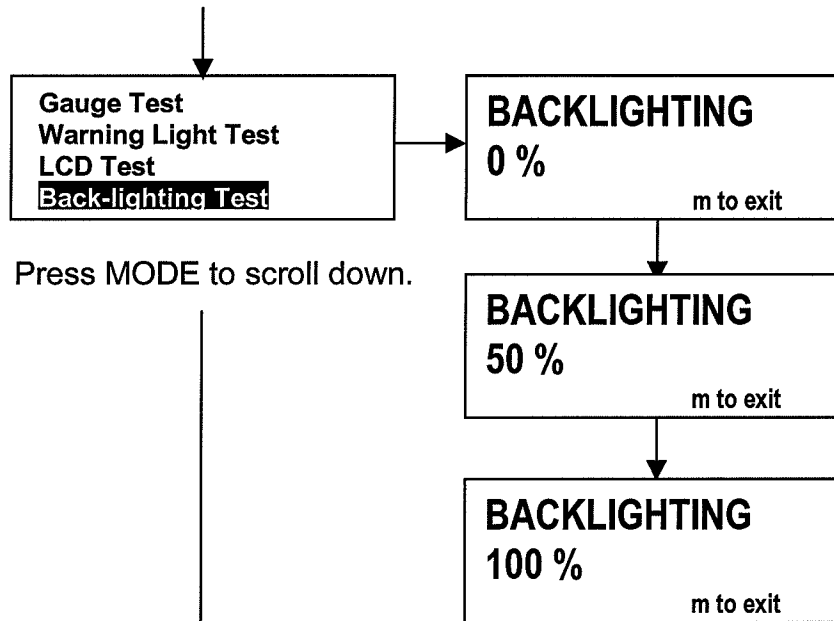 Gauge Test
Warning Light Test
LCD Test
Back-lighting Test
Press MODE to scroll down.
BACKLIGHTING
0 %
m to exit
BACKLIGHTING
50 %
m to exit
BACKLIGHTING
100 %
m to exit